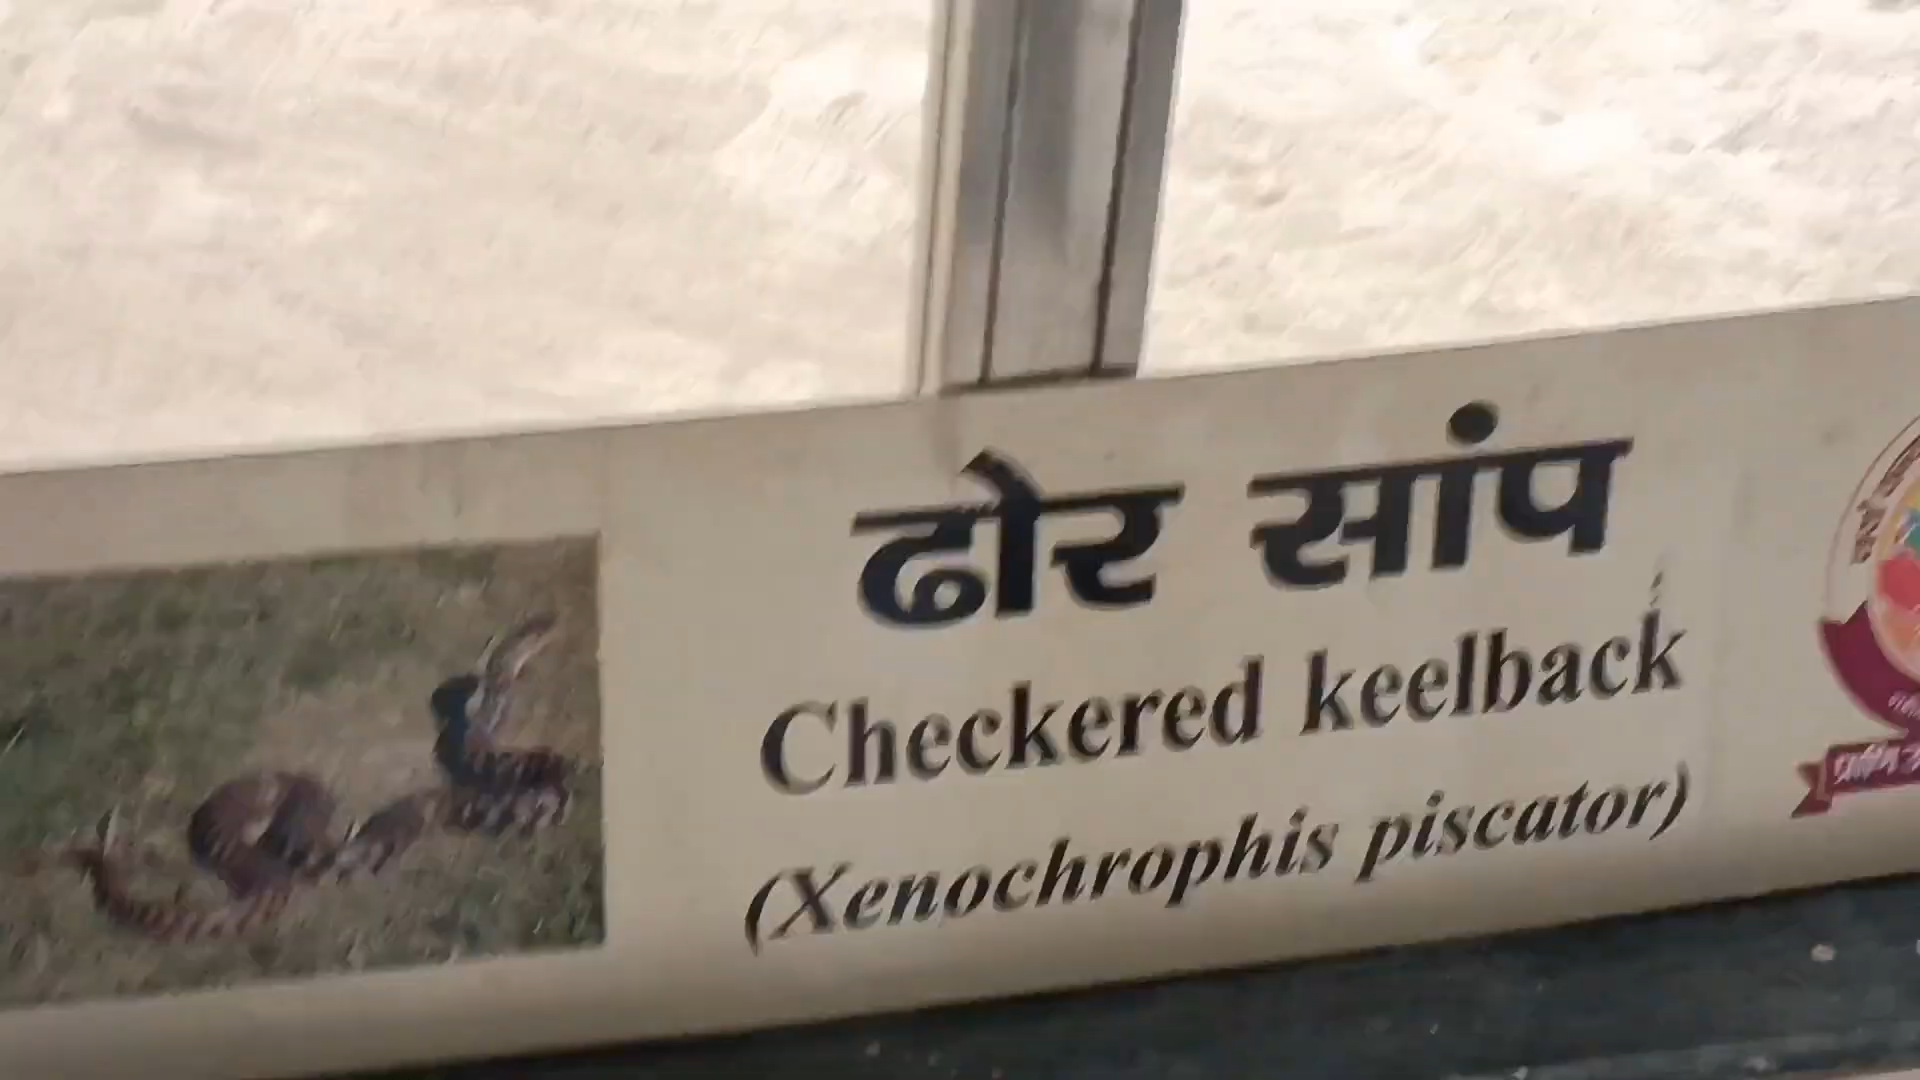 ढोर सांप
Checkered keelback
(Xenochrophis piscator)